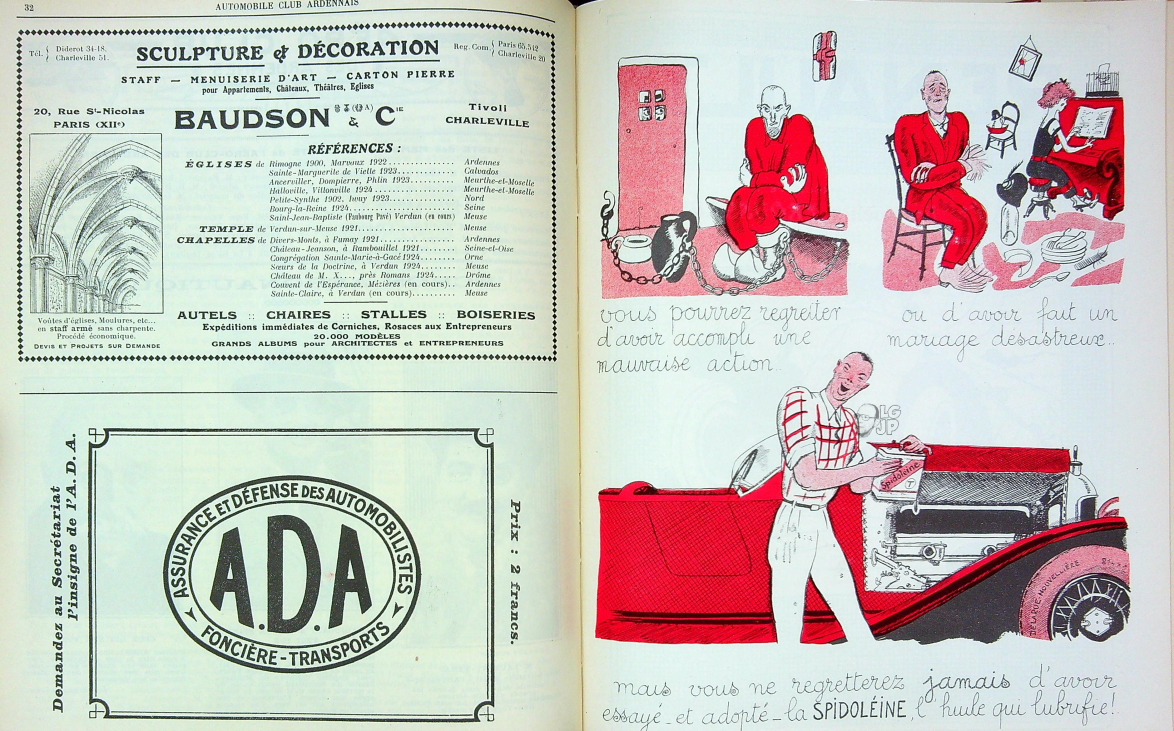 32
AUTOMOBILE CLUB ARDENNAIS
Tél. { Diderot 34-18.
Charleville 51.
SCULPTURE & DÉCORATION
Reg. Com { Paris 65.542
Charleville 20
STAFF — MENUISERIE D'ART — CARTON PIERRE
pour Appartements, Châteaux, Théâtres, Eglises
20, Rue St-Nicolas
PARIS (XIIe)
BAUDSON & Cie
Tivoli
CHARLEVILLE
RÉFÉRENCES :
ÉGLISES de Rimogne 1900, Marvaux 1922 ............. Ardennes
Sainte-Marguerite de Vielle 1923 ............ Calvados
Ancerviller, Dompierre, Phlin 1923 ........... Meurthe-et-Moselle
Halloville, Vitonville 1924 ................. Meurthe-et-Moselle
Petite-Synthe 1902, Iwuy 1923 .............. Nord
Bourg-la-Reine 1924 ....................... Seine
Saint-Jean-Baptiste (Faubourg Pavé) Verdun (en cours) Meuse
TEMPLE de Verdun-sur-Meuse 1921 ................ Meuse
CHAPELLES de Divers-Monts, à Fumay 1921 ............. Ardennes
Château-Jeanson, à Rambouillet 1921 ....... Seine-et-Oise
Congrégation Sainte-Marie-à-Gacé 1924 ..... Orne
Sœurs de la Doctrine, à Verdun 1924 ........ Meuse
Château de M. X...., près Romans 1924 ...... Drôme
Couvent de l'Espérance, Mézières (en cours) .. Ardennes
Sainte-Claire, à Verdun (en cours) .......... Meuse
Voûtes d'églises, Moulures, etc...
en staff armé sans charpente.
Procédé économique.
DEVIS ET PROJETS SUR DEMANDE
AUTELS :: CHAIRES :: STALLES :: BOISERIES
Expéditions immédiates de Corniches, Rosaces aux Entrepreneurs
20.000 MODÈLES
GRANDS ALBUMS pour ARCHITECTES et ENTREPRENEURS
Demandez au Secrétariat
l'insigne de l'A. D. A.
ASSURANCE ET DÉFENSE DES AUTOMOBILISTES
A.D.A
FONCIÈRE-TRANSPORTS
Prix : 2 francs.
vous pourrez regretter
d'avoir accompli une
mauvaise action..
ou d'avoir fait un
mariage désastreux..
LG
JP
Spidoléine
mais vous ne regretterez jamais d'avoir
essayé - et adopté - la SPIDOLÉINE, l'huile qui lubrifie!